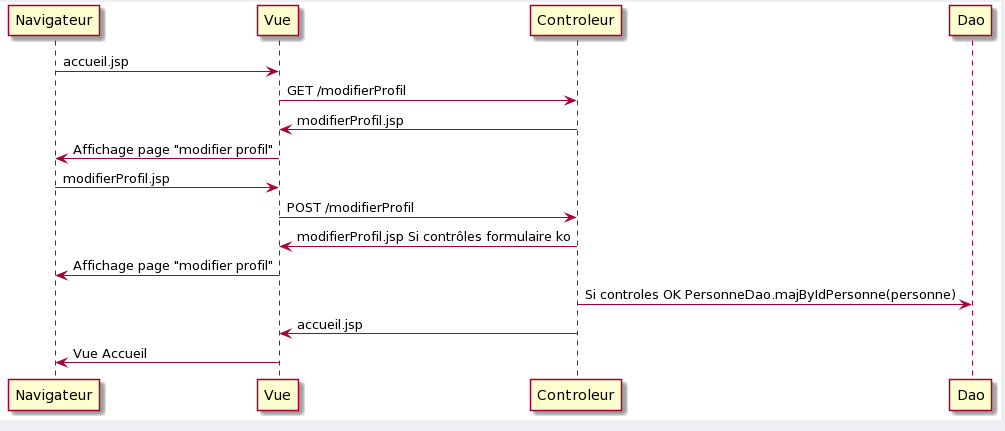 Navigateur
Vue
Controleur
Dao
accueil.jsp
GET /modifierProfil
modifierProfil.jsp
Affichage page "modifier profil"
modifierProfil.jsp
POST /modifierProfil
modifierProfil.jsp Si contrôles formulaire ko
Affichage page "modifier profil"
Si controles OK PersonneDao.majByIdPersonne(personne)
accueil.jsp
Vue Accueil
Navigateur
Vue
Controleur
Dao